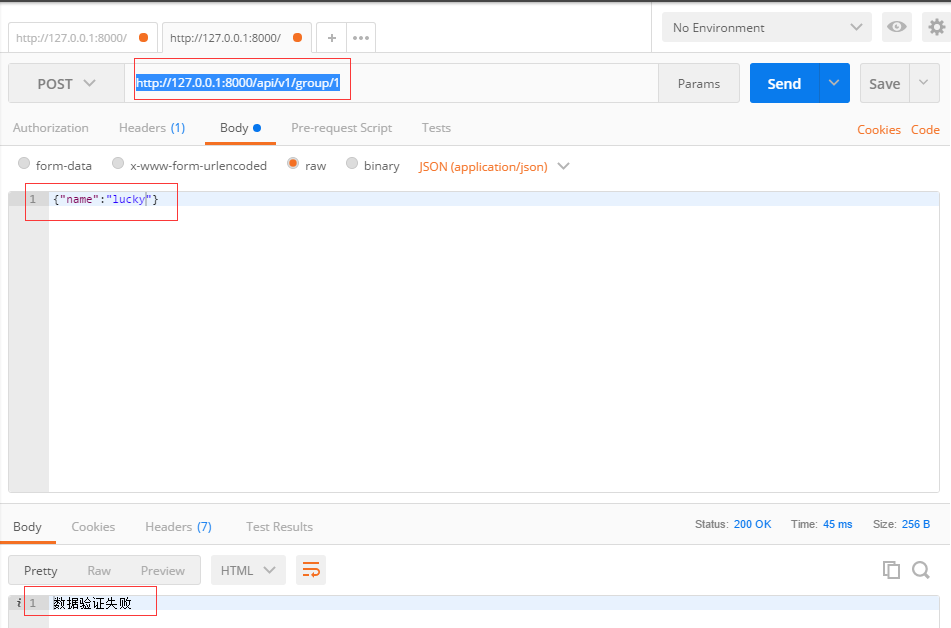 http://127.0.0.1:8000/ http://127.0.0.1:8000/ + ••• No Environment
POST http://127.0.0.1:8000/api/v1/group/1 Params Send Save
Authorization Headers (1) Body Pre-request Script Tests Cookies Code
form-data x-www-form-urlencoded raw binary JSON (application/json)
1 {"name":"lucky"}
Body Cookies Headers (7) Test Results Status: 200 OK Time: 45 ms Size: 256 B
Pretty Raw Preview HTML
i 1 数据验证失败